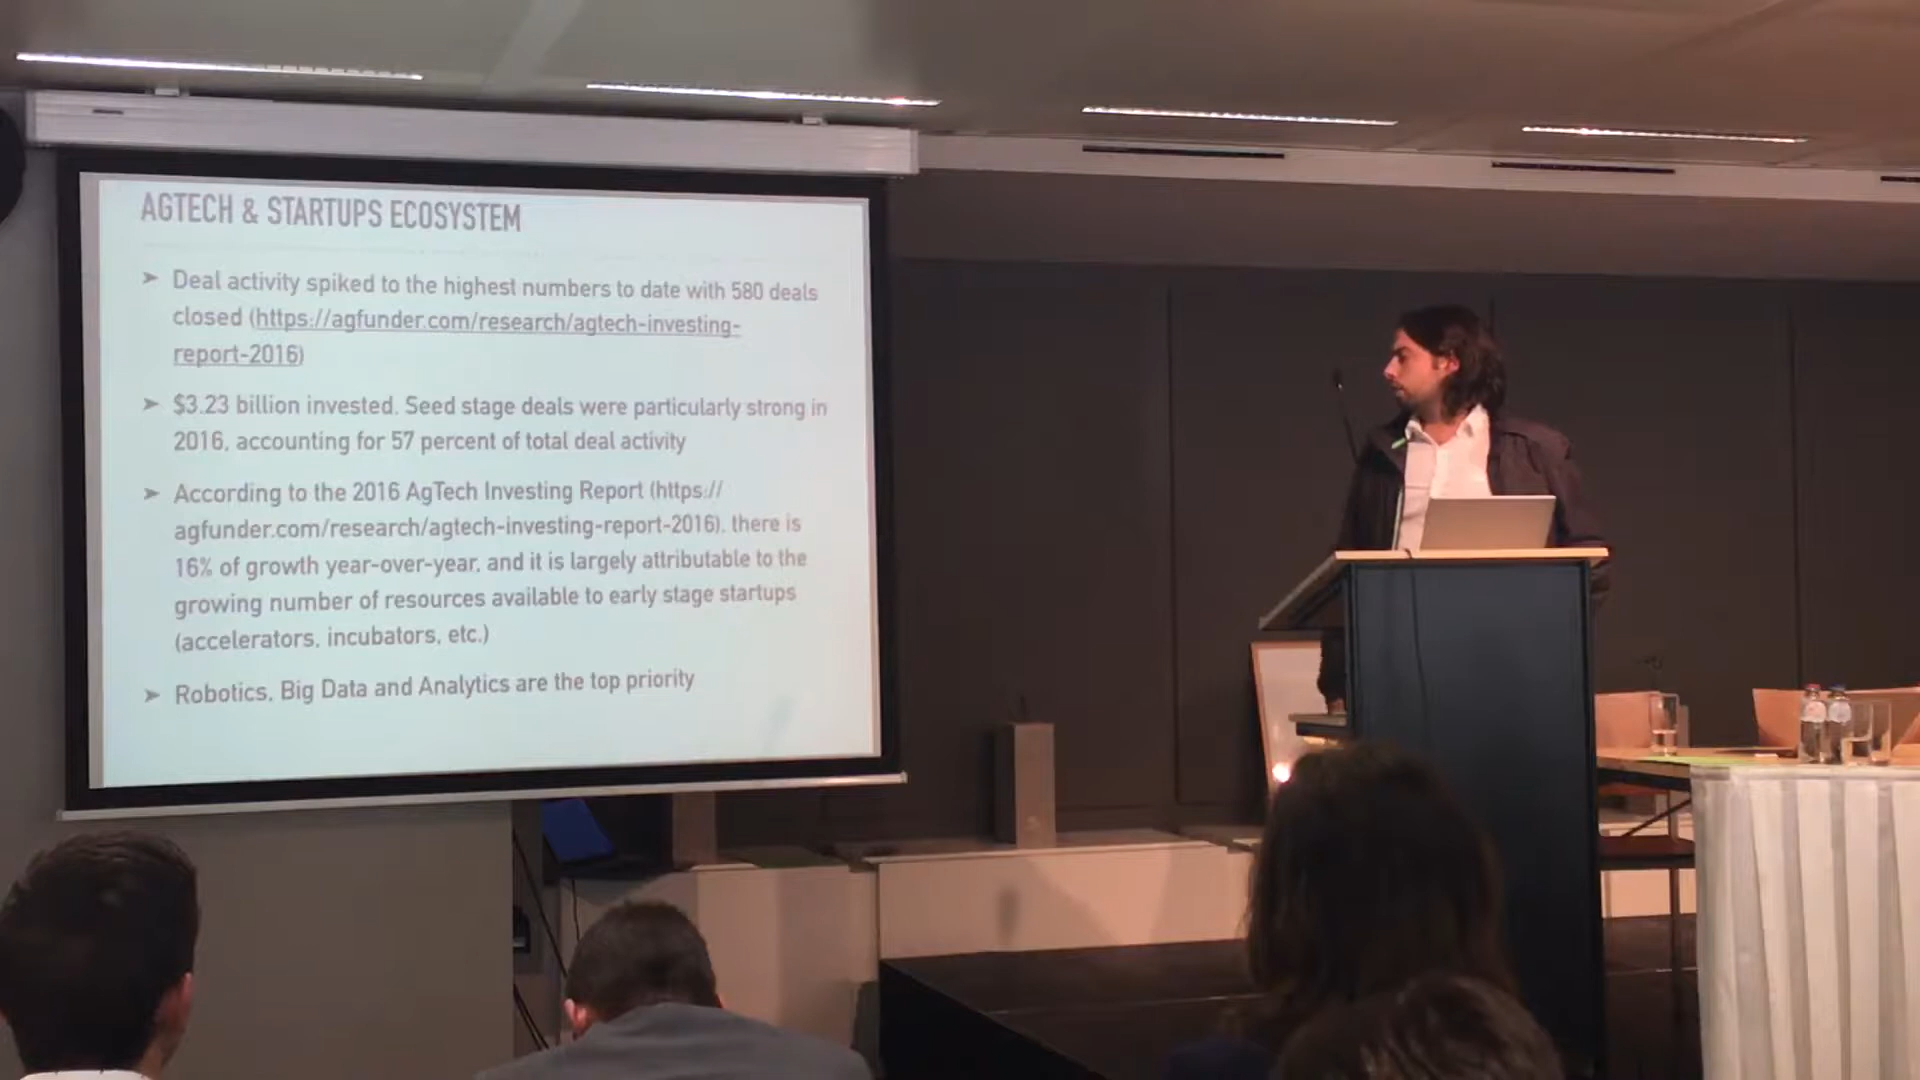 AGTECH & STARTUPS ECOSYSTEM
➤ Deal activity spiked to the highest numbers to date with 580 deals
closed (https://agfunder.com/research/agtech-investing-
report-2016)
➤ $3.23 billion invested. Seed stage deals were particularly strong in
2016, accounting for 57 percent of total deal activity
➤ According to the 2016 AgTech Investing Report (https://
agfunder.com/research/agtech-investing-report-2016), there is
16% of growth year-over-year, and it is largely attributable to the
growing number of resources available to early stage startups
(accelerators, incubators, etc.)
➤ Robotics, Big Data and Analytics are the top priority